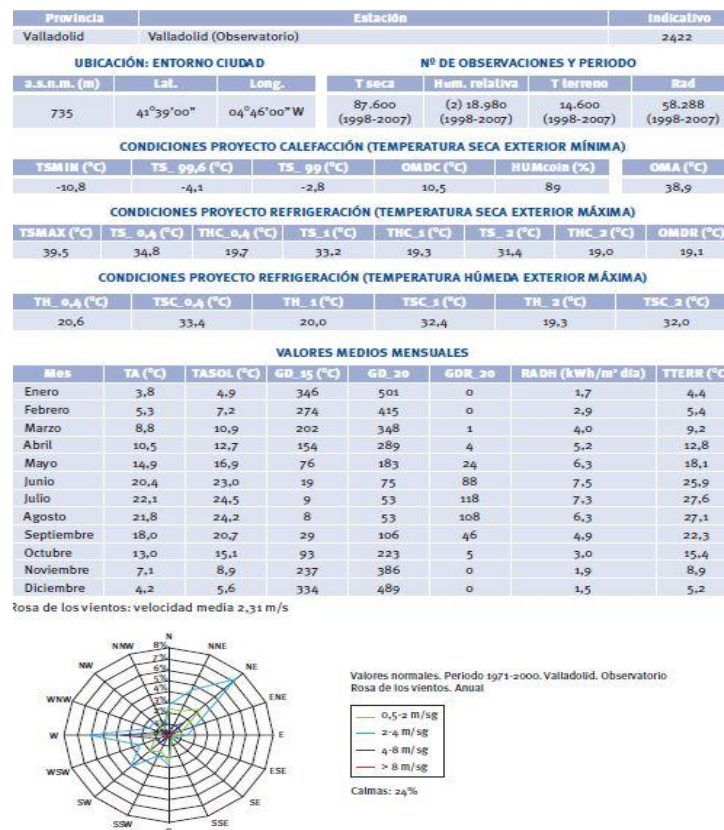 Provincia Estación Indicativo
Valladolid Valladolid (Observatorio) 2422
UBICACIÓN: ENTORNO CIUDAD Nº DE OBSERVACIONES Y PERIODO
a.s.n.m. (m) Lat. Long. T seca Hum. relativa T terreno Rad
735 41°39'00" 04°46'00" W 87.600 (2) 18.980 14.600 58.288
(1998-2007) (1998-2007) (1998-2007) (1998-2007)
CONDICIONES PROYECTO CALEFACCIÓN (TEMPERATURA SECA EXTERIOR MÍNIMA)
TSMIN (°C) TS_ 99,6 (°C) TS_ 99 (°C) OMDC (°C) HUMcoin (%) OMA (°C)
-10,8 -4,1 -2,8 10,5 89 38,9
CONDICIONES PROYECTO REFRIGERACIÓN (TEMPERATURA SECA EXTERIOR MÁXIMA)
TSMAX (°C) TS_0,4 (°C) THC_0,4 (°C) TS_1 (°C) THC_1 (°C) TS_2 (°C) THC_2 (°C) OMDR (°C)
39,5 34,8 19,7 33,2 19,3 31,4 19,0 19,1
CONDICIONES PROYECTO REFRIGERACIÓN (TEMPERATURA HÚMEDA EXTERIOR MÁXIMA)
TH_0,4 (°C) TSC_0,4 (°C) TH_1 (°C) TSC_1 (°C) TH_2 (°C) TSC_2 (°C)
20,6 33,4 20,0 32,4 19,3 32,0
VALORES MEDIOS MENSUALES
Mes TA (°C) TASOL (°C) GD_15 (°C) GD_20 GDR_20 RADH (kWh/m² día) TTERR (°C
Enero 3,8 4,9 346 501 0 1,7 4,4
Febrero 5,3 7,2 274 415 0 2,9 5,4
Marzo 8,8 10,9 202 348 1 4,0 9,2
Abril 10,5 12,7 154 289 4 5,2 12,8
Mayo 14,9 16,9 76 183 24 6,3 18,1
Junio 20,4 23,0 19 75 88 7,5 25,9
Julio 22,1 24,5 9 53 118 7,3 27,6
Agosto 21,8 24,2 8 53 108 6,3 27,1
Septiembre 18,0 20,7 29 106 46 4,9 22,3
Octubre 13,0 15,1 93 223 5 3,0 15,4
Noviembre 7,1 8,9 237 386 0 1,9 8,9
Diciembre 4,2 5,6 334 489 0 1,5 5,2
Rosa de los vientos: velocidad media 2,31 m/s
N
NNW 8% NNE
7%
NW 6% NE
5%
4%
3%
WNW ENE
W E
WSW ESE
SW SE
SSW SSE
Valores normales. Periodo 1971-2000. Valladolid. Observatorio
Rosa de los vientos. Anual
0,5-2 m/sg
2-4 m/sg
4-8 m/sg
> 8 m/sg
Calmas: 24%